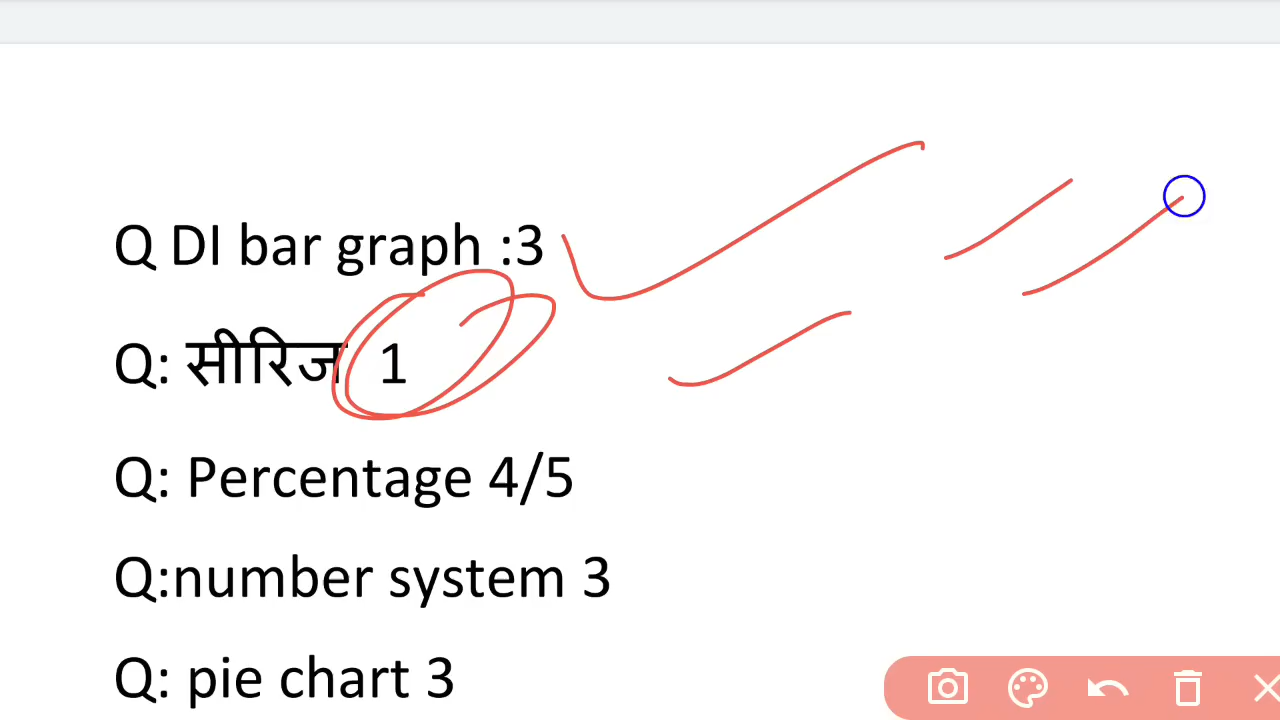 Q DI bar graph :3
Q: सीरिज 1
Q: Percentage 4/5
Q:number system 3
Q: pie chart 3